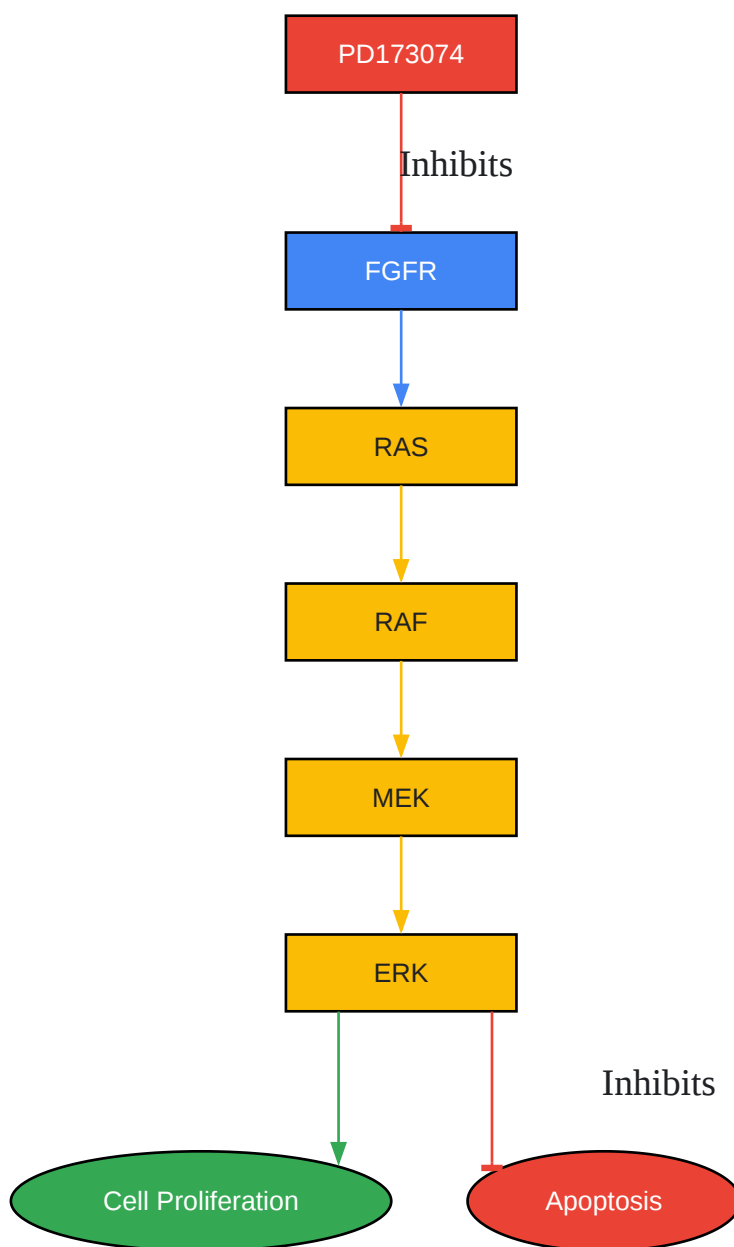 PD173074
Inhibits
FGFR
RAS
RAF
MEK
ERK
Inhibits
Cell Proliferation
Apoptosis